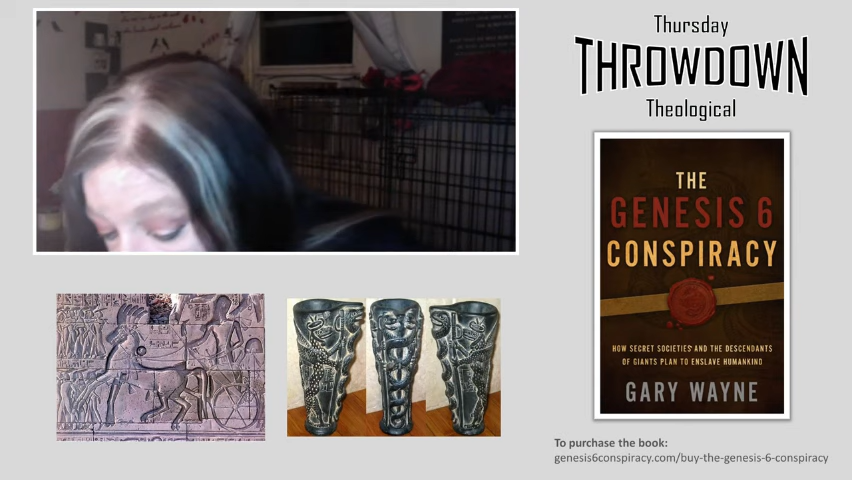 Thursday
THROWDOWN
Theological
THE
GENESIS 6
CONSPIRACY
HOW SECRET SOCIETIES AND THE DESCENDANTS
OF GIANTS PLAN TO ENSLAVE HUMANKIND
GARY WAYNE
To purchase the book:
genesis6conspiracy.com/buy-the-genesis-6-conspiracy